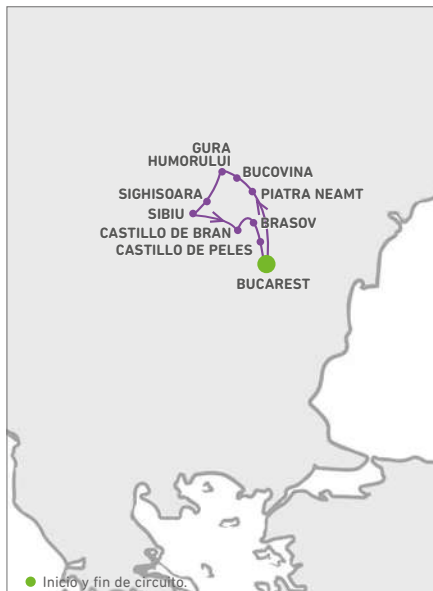 GURA
HUMORULUI
BUCOVINA
SIGHISOARA
PIATRA NEAMT
SIBIU
BRASOV
CASTILLO DE BRAN
CASTILLO DE PELES
BUCAREST
Inicio y fin de circuito.